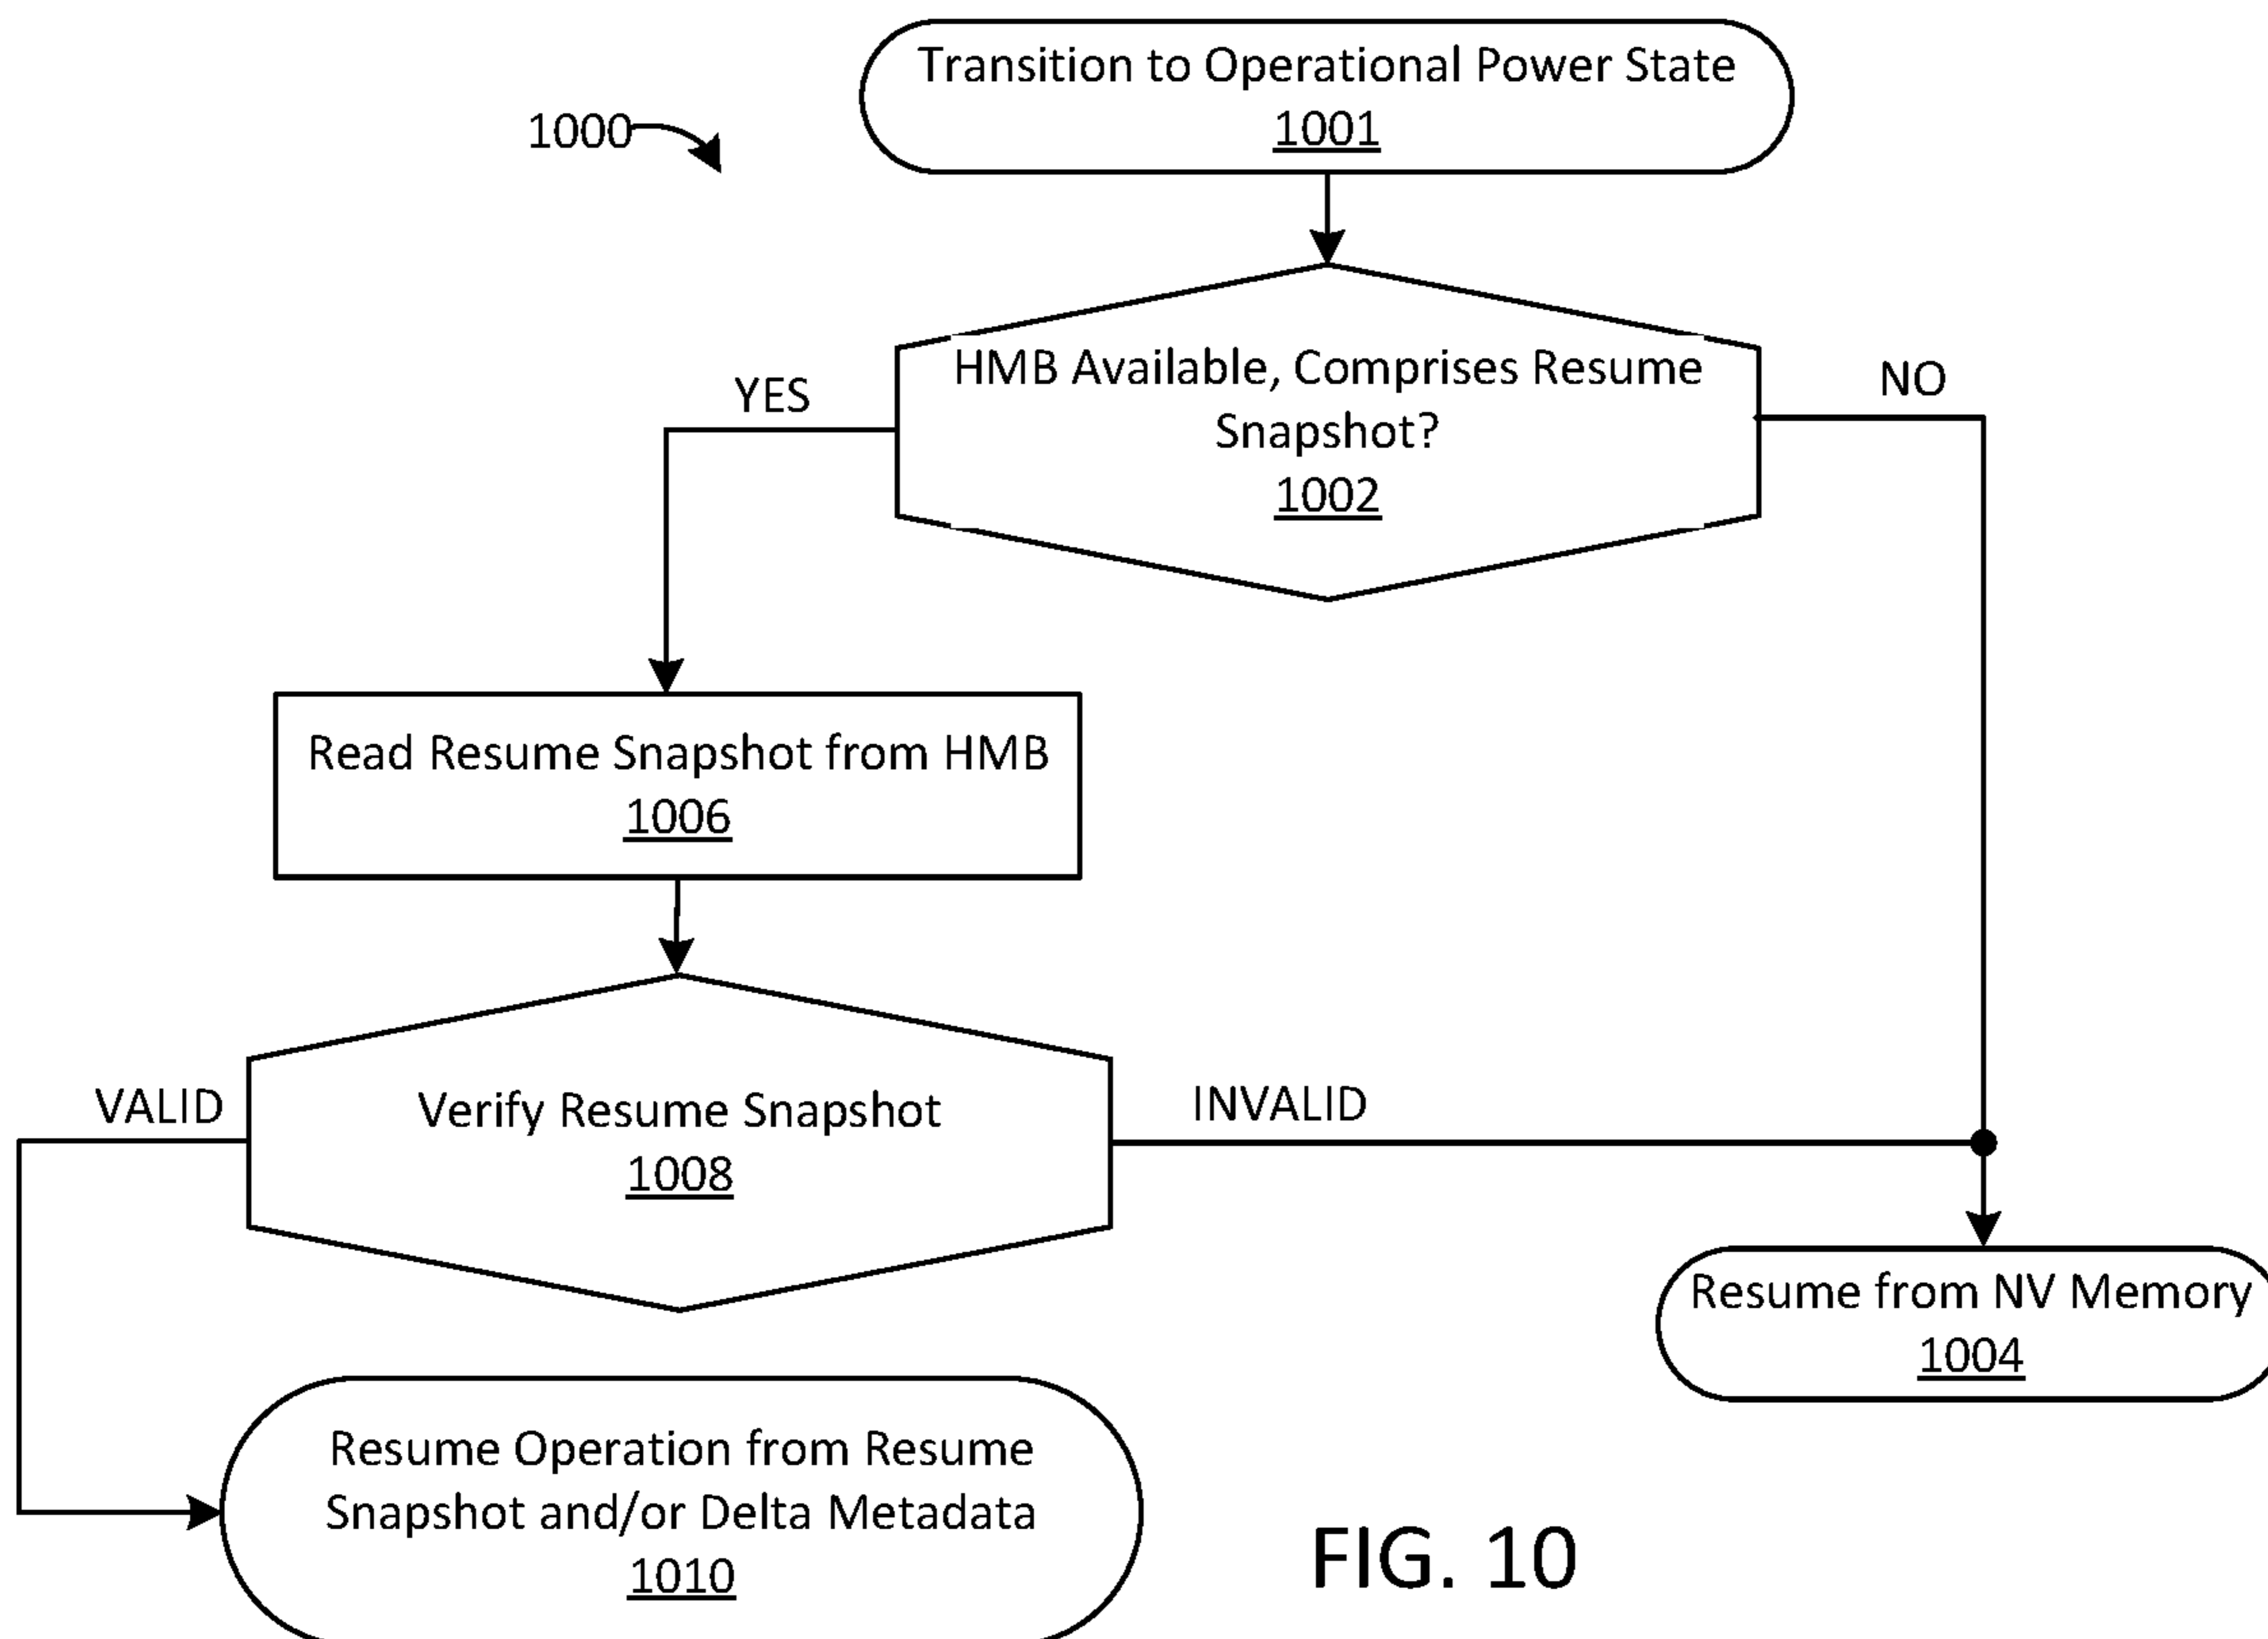 Transition to Operational Power State
1001
1000
HMB Available, Comprises Resume
Snapshot?
1002
YES
NO
Read Resume Snapshot from HMB
1006
VALID
Verify Resume Snapshot
1008
INVALID
Resume from NV Memory
1004
Resume Operation from Resume
Snapshot and/or Delta Metadata
1010
FIG. 10